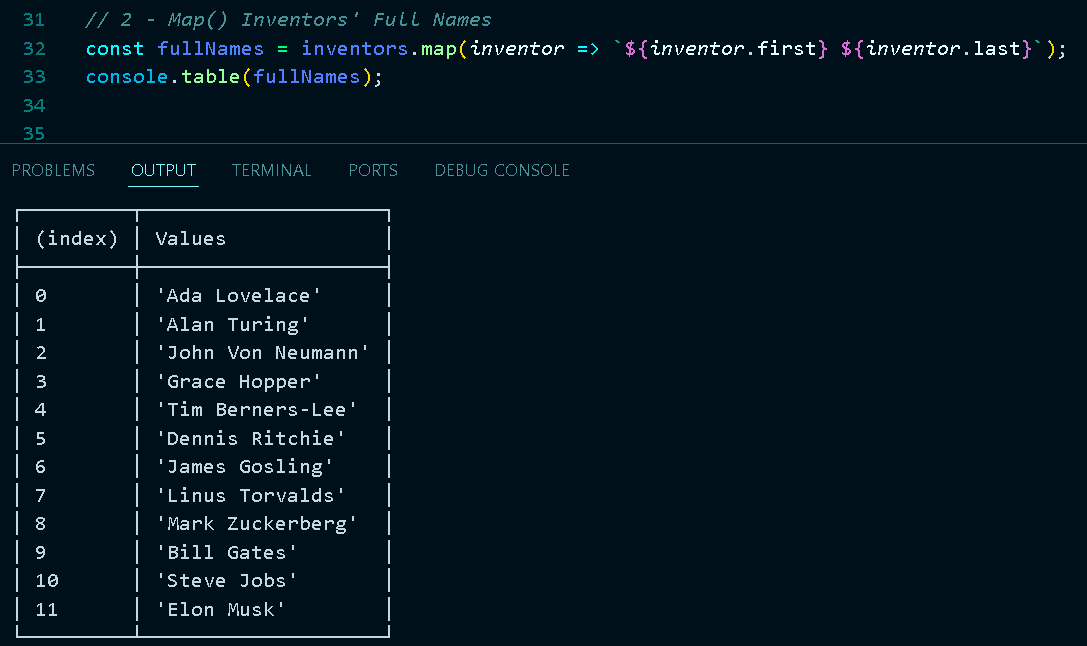 31 // 2 - Map() Inventors' Full Names
32 const fullNames = inventors.map(inventor => `${inventor.first} ${inventor.last}`);
33 console.table(fullNames);
34
35
PROBLEMS OUTPUT TERMINAL PORTS DEBUG CONSOLE
(index) Values
0 'Ada Lovelace'
1 'Alan Turing'
2 'John Von Neumann'
3 'Grace Hopper'
4 'Tim Berners-Lee'
5 'Dennis Ritchie'
6 'James Gosling'
7 'Linus Torvalds'
8 'Mark Zuckerberg'
9 'Bill Gates'
10 'Steve Jobs'
11 'Elon Musk'